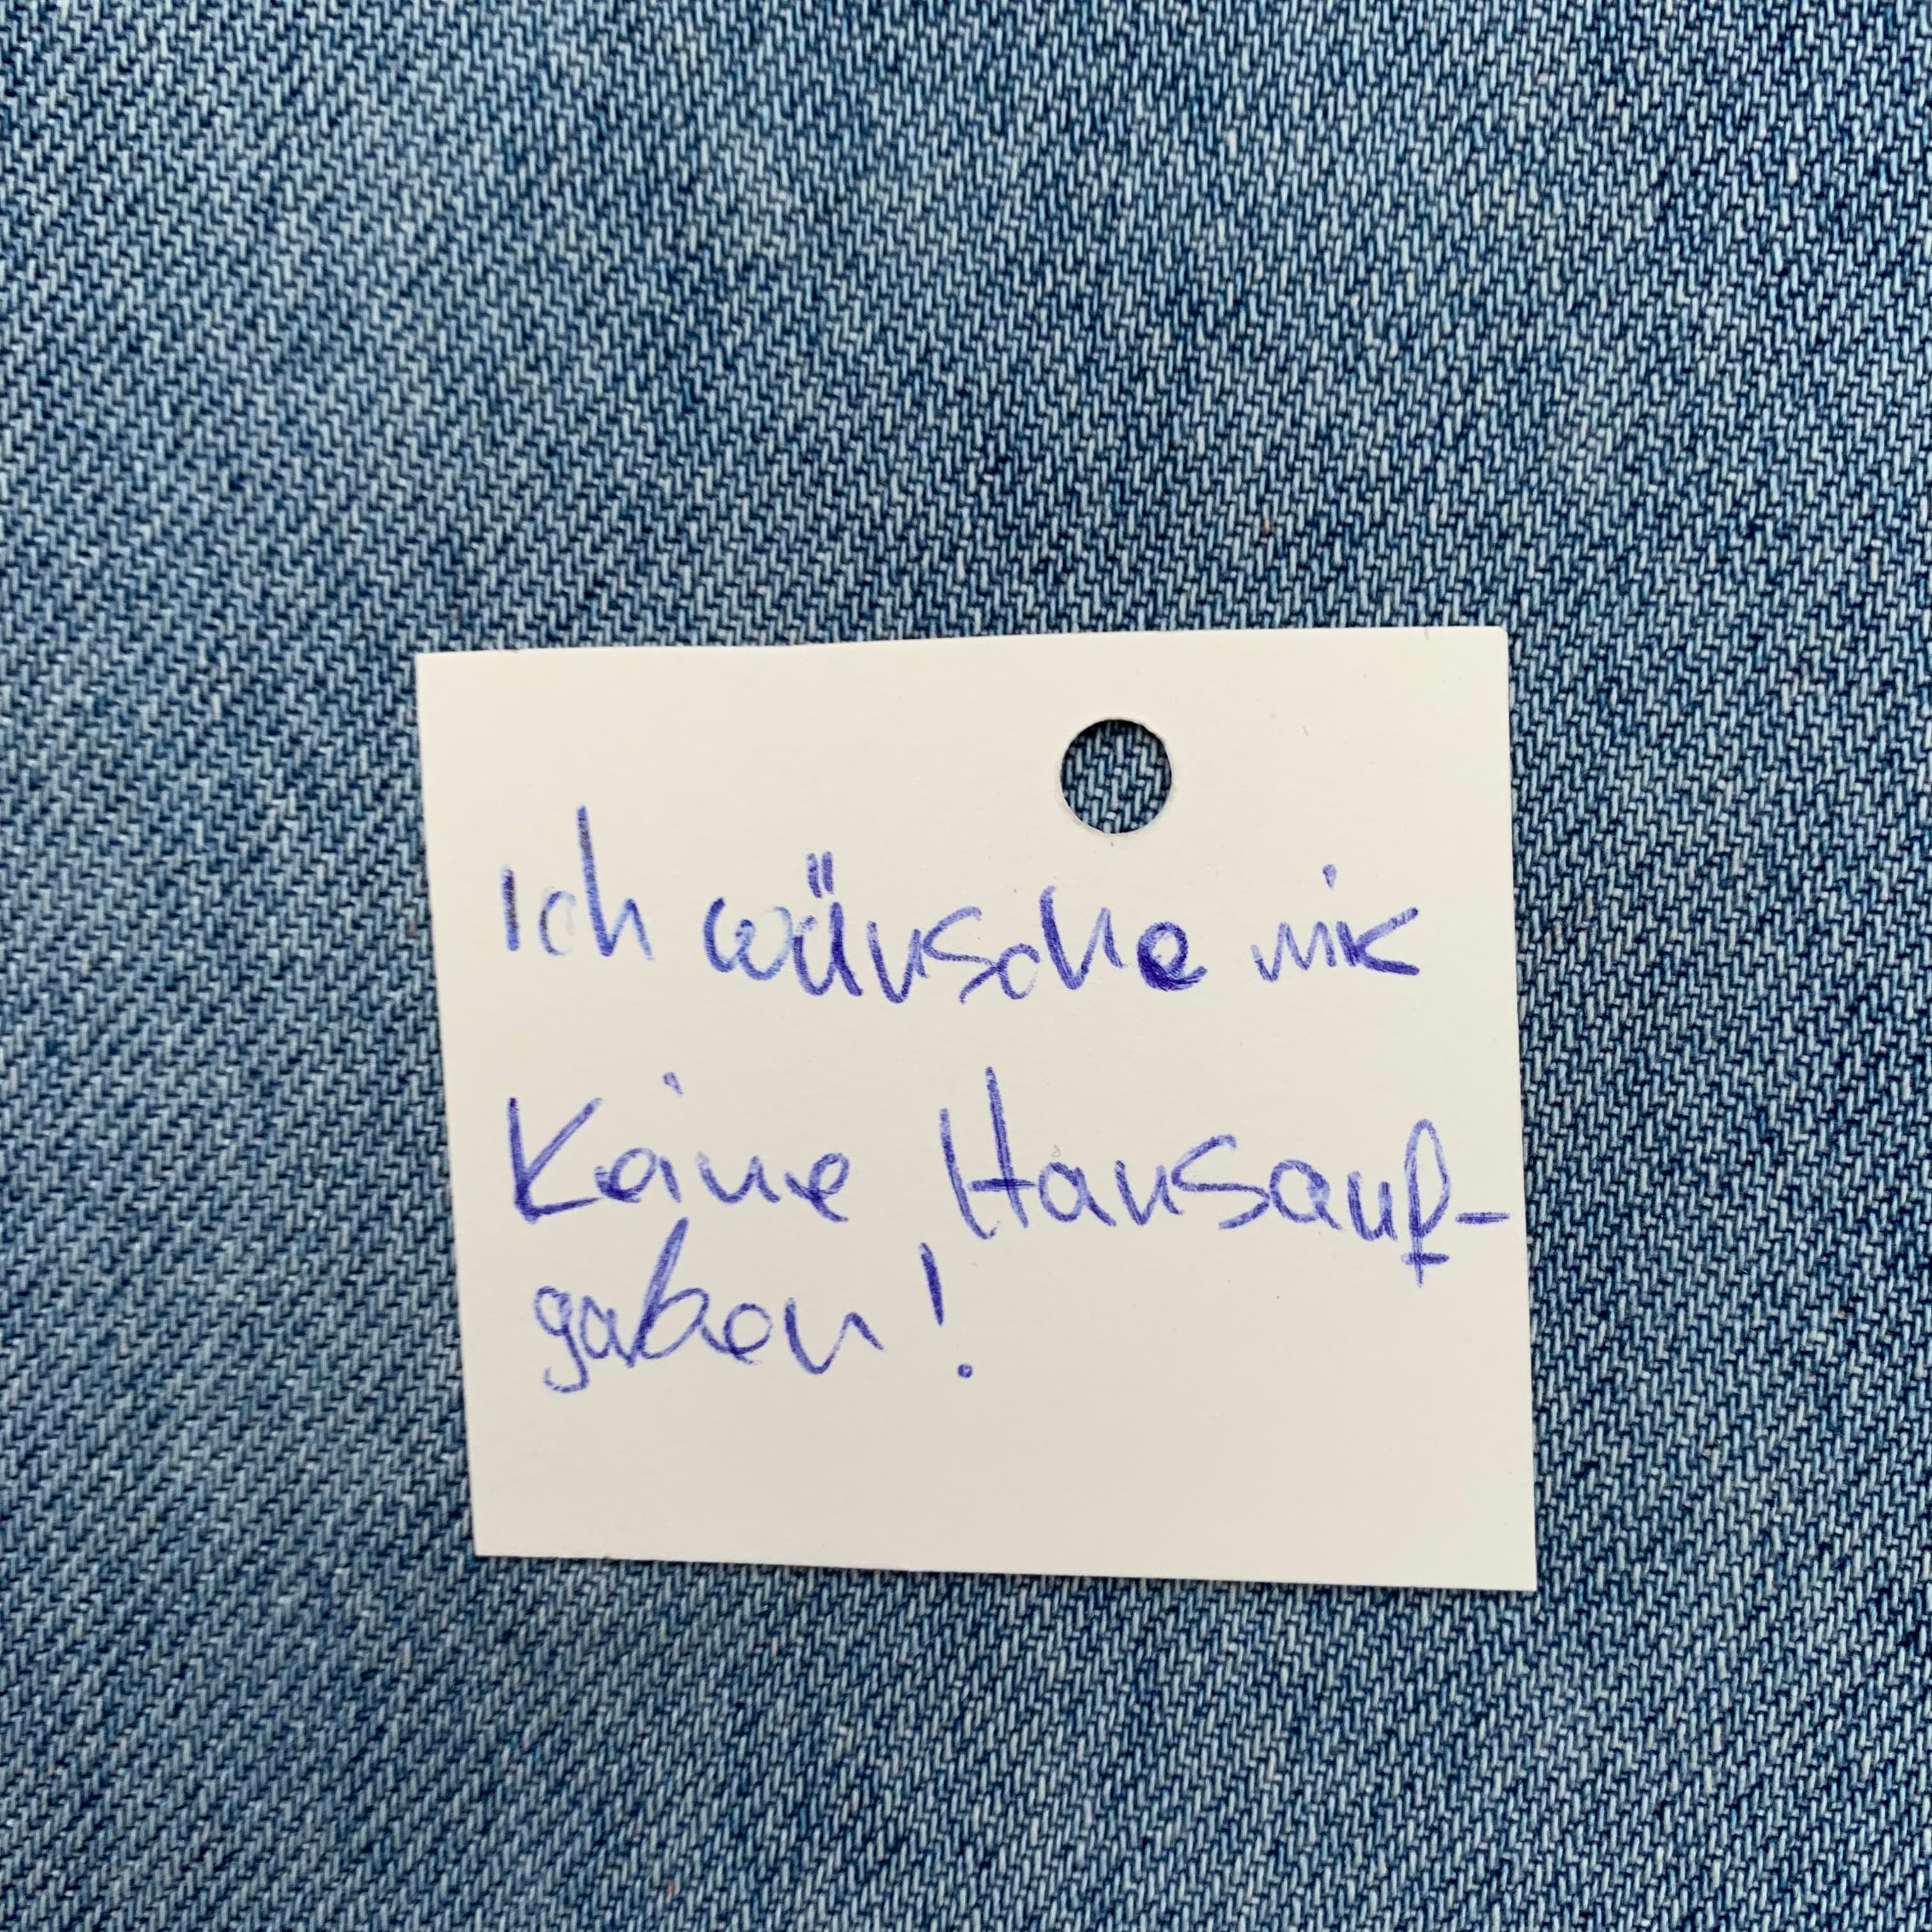 Ich wünsche mir
Keine Hausauf-
gaben!